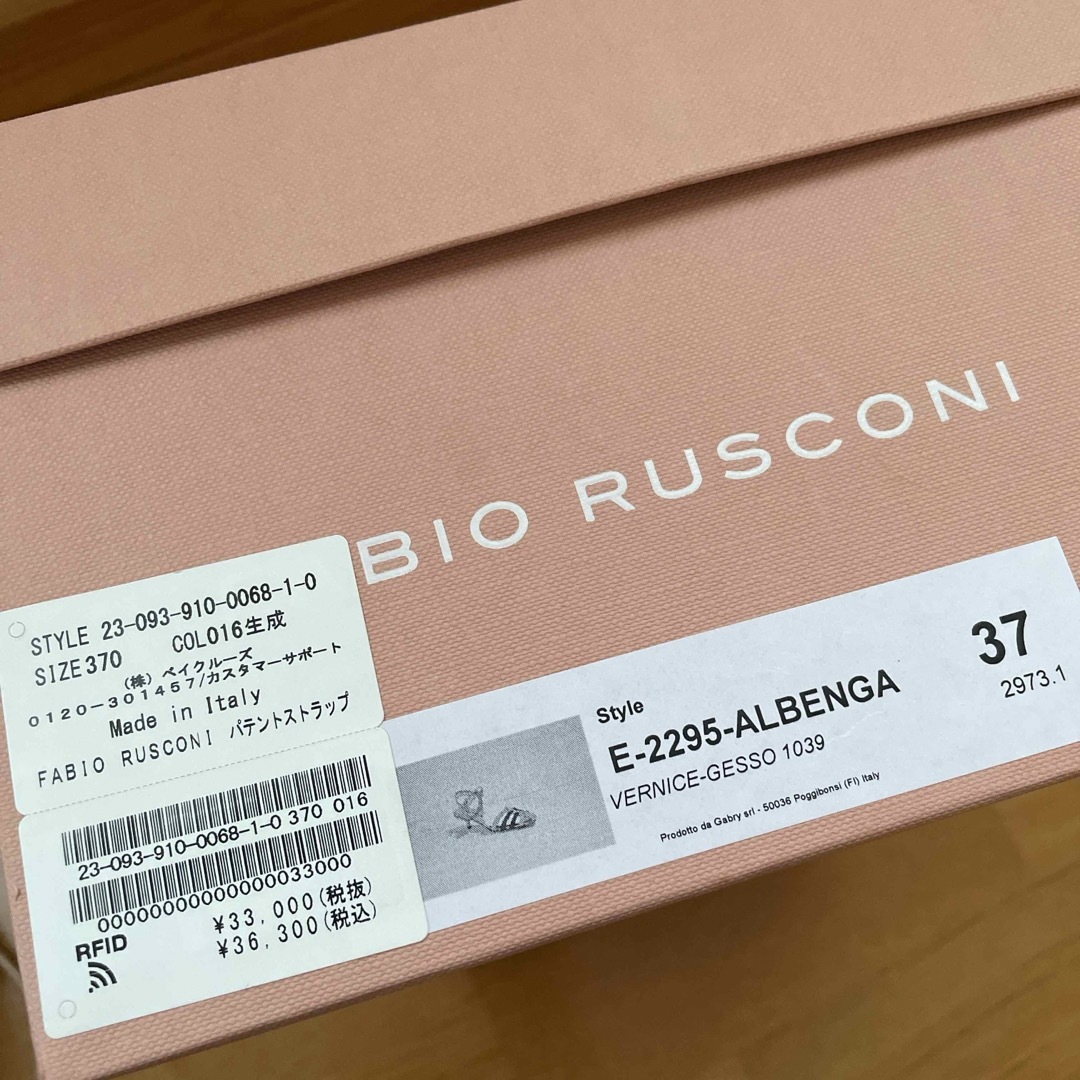 BIO RUSCONI
STYLE 23-093-910-0068-1-0
SIZE370 COL016生成
(株) ベイクルーズ
0120-301457/カスタマーサポート
Made in Italy
FABIO RUSCONI パテントストラップ
23-093-910-0068-1-0 370 016
0000000000000033000
¥33,000(税抜)
¥36,300(税込)
RFID
Style
E-2295-ALBENGA
VERNICE-GESSO 1039
37
2973.1
Prodotto da Gabry srl - 50036 Poggibonsi (FI) Italy